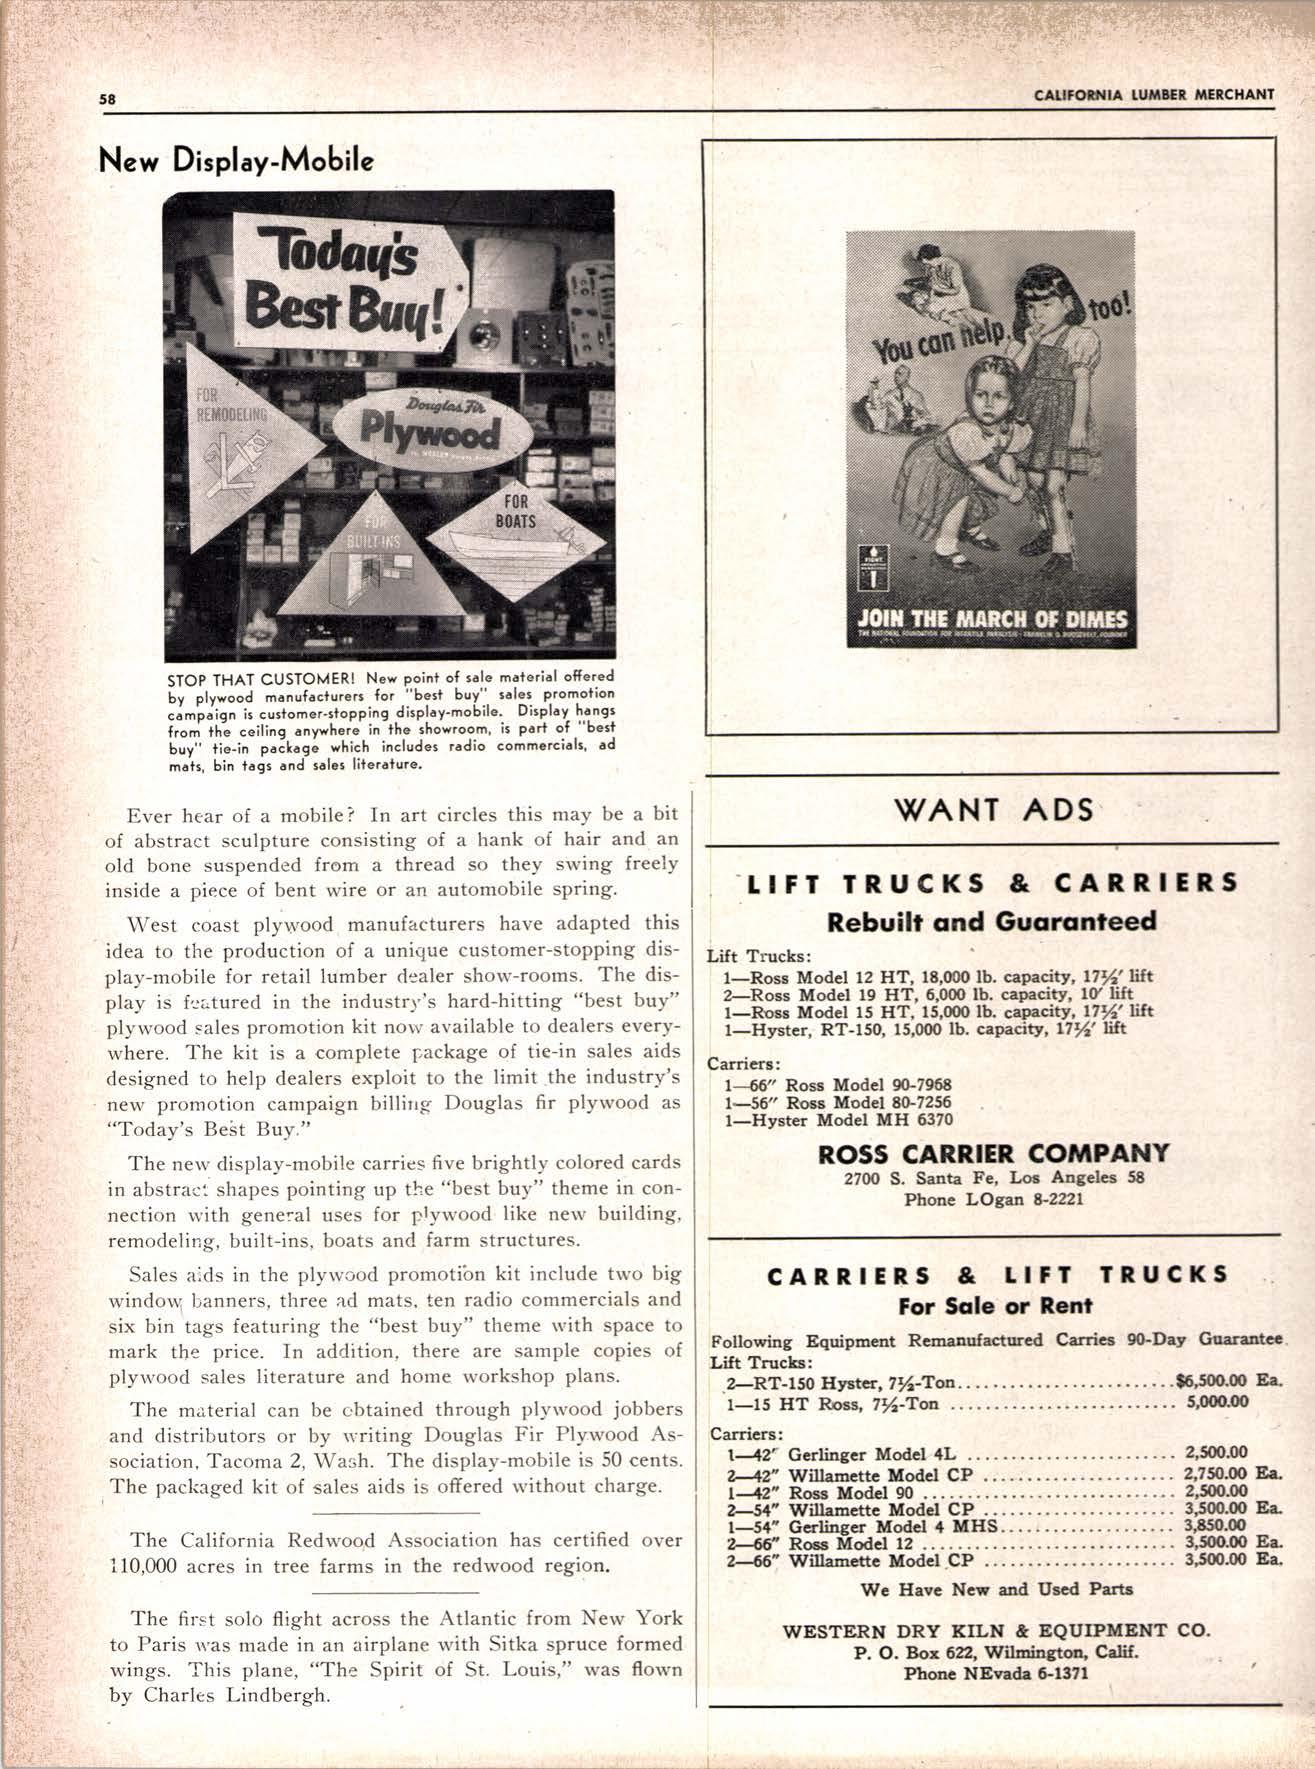 58
CALIFORNIA LUMBER MERCHANT
New Display-Mobile
Today's
Best Buy!
FOR
REMODELING
Douglas Fir
Plywood
FOR
BUILT-INS
FOR
BOATS
STOP THAT CUSTOMER! New point of sale material offered
by plywood manufacturers for "best buy" sales promotion
campaign is customer-stopping display-mobile. Display hangs
from the ceiling anywhere in the showroom, is part of "best
buy" tie-in package which includes radio commercials, ad
mats, bin tags and sales literature.
Ever hear of a mobile? In art circles this may be a bit
of abstract sculpture consisting of a hank of hair and an
old bone suspended from a thread so they swing freely
inside a piece of bent wire or an automobile spring.
West coast plywood manufacturers have adapted this
idea to the production of a unique customer-stopping dis-
play-mobile for retail lumber dealer show-rooms. The dis-
play is featured in the industry's hard-hitting "best buy"
plywood sales promotion kit now available to dealers every-
where. The kit is a complete package of tie-in sales aids
designed to help dealers exploit to the limit the industry's
new promotion campaign billing Douglas fir plywood as
"Today's Best Buy."
The new display-mobile carries five brightly colored cards
in abstract shapes pointing up the "best buy" theme in con-
nection with general uses for plywood like new building,
remodeling, built-ins, boats and farm structures.
Sales aids in the plywood promotion kit include two big
window banners, three ad mats, ten radio commercials and
six bin tags featuring the "best buy" theme with space to
mark the price. In addition, there are sample copies of
plywood sales literature and home workshop plans.
The material can be obtained through plywood jobbers
and distributors or by writing Douglas Fir Plywood As-
sociation, Tacoma 2, Wash. The display-mobile is 50 cents.
The packaged kit of sales aids is offered without charge.
The California Redwood Association has certified over
110,000 acres in tree farms in the redwood region.
The first solo flight across the Atlantic from New York
to Paris was made in an airplane with Sitka spruce formed
wings. This plane, "The Spirit of St. Louis," was flown
by Charles Lindbergh.
You can help, too!
FIGHT
JOIN THE MARCH OF DIMES
THE NATIONAL FOUNDATION FOR INFANTILE PARALYSIS · FRANKLIN D. ROOSEVELT, FOUNDER
WANT ADS
LIFT TRUCKS & CARRIERS
Rebuilt and Guaranteed
Lift Trucks:
1—Ross Model 12 HT, 18,000 lb. capacity, 17½' lift
2—Ross Model 19 HT, 6,000 lb. capacity, 10' lift
1—Ross Model 15 HT, 15,000 lb. capacity, 17½' lift
1—Hyster, RT-150, 15,000 lb. capacity, 17½' lift
Carriers:
1—66" Ross Model 90-7968
1—56" Ross Model 80-7256
1—Hyster Model MH 6370
ROSS CARRIER COMPANY
2700 S. Santa Fe, Los Angeles 58
Phone LOgan 8-2221
CARRIERS & LIFT TRUCKS
For Sale or Rent
Following Equipment Remanufactured Carries 90-Day Guarantee
Lift Trucks:
2—RT-150 Hyster, 7½-Ton.........................$6,500.00 Ea.
1—15 HT Ross, 7½-Ton .......................... 5,000.00
Carriers:
1—42" Gerlinger Model 4L ........................ 2,500.00
2—42" Willamette Model CP ...................... 2,750.00 Ea.
1—42" Ross Model 90 ............................. 2,500.00
2—54" Willamette Model CP ...................... 3,500.00 Ea.
1—54" Gerlinger Model 4 MHS.................... 3,850.00
2—66" Ross Model 12 ............................. 3,500.00 Ea.
2—66" Willamette Model CP ...................... 3,500.00 Ea.
We Have New and Used Parts
WESTERN DRY KILN & EQUIPMENT CO.
P. O. Box 622, Wilmington, Calif.
Phone NEvada 6-1371